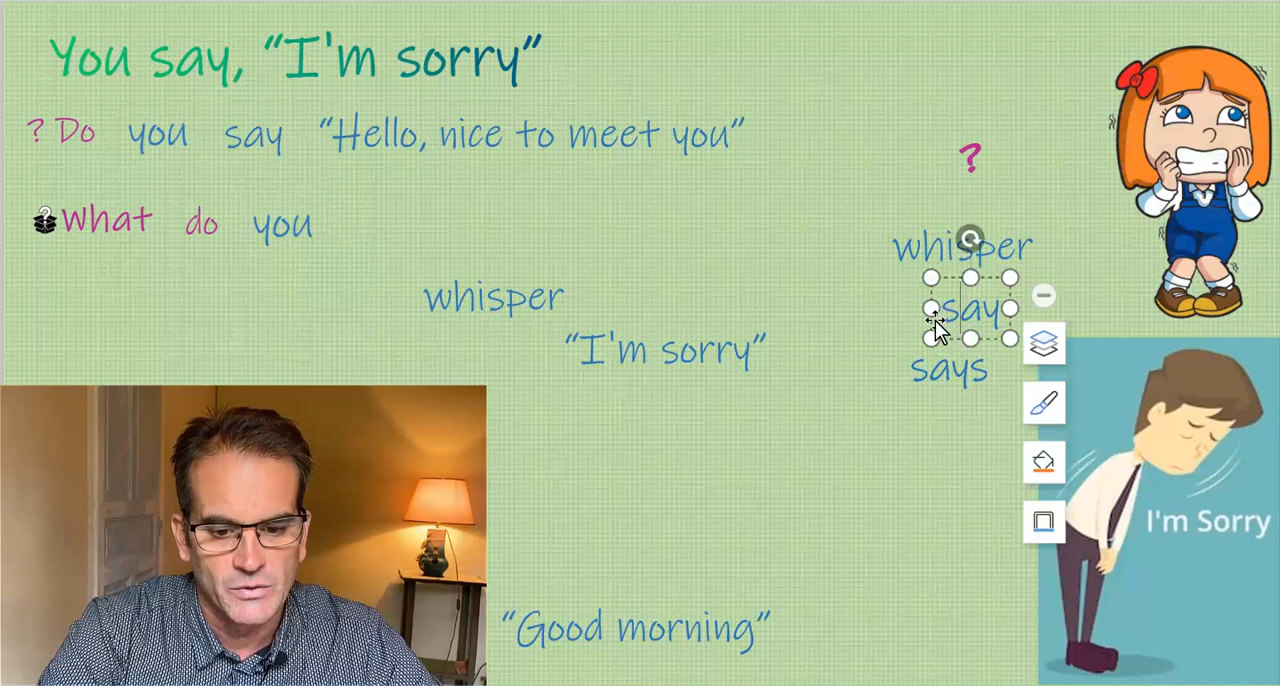 You say, “I'm sorry”
? Do you say “Hello, nice to meet you”
?
What do you
whisper
whisper
say
“I'm sorry”
says
I'm Sorry
“Good morning”